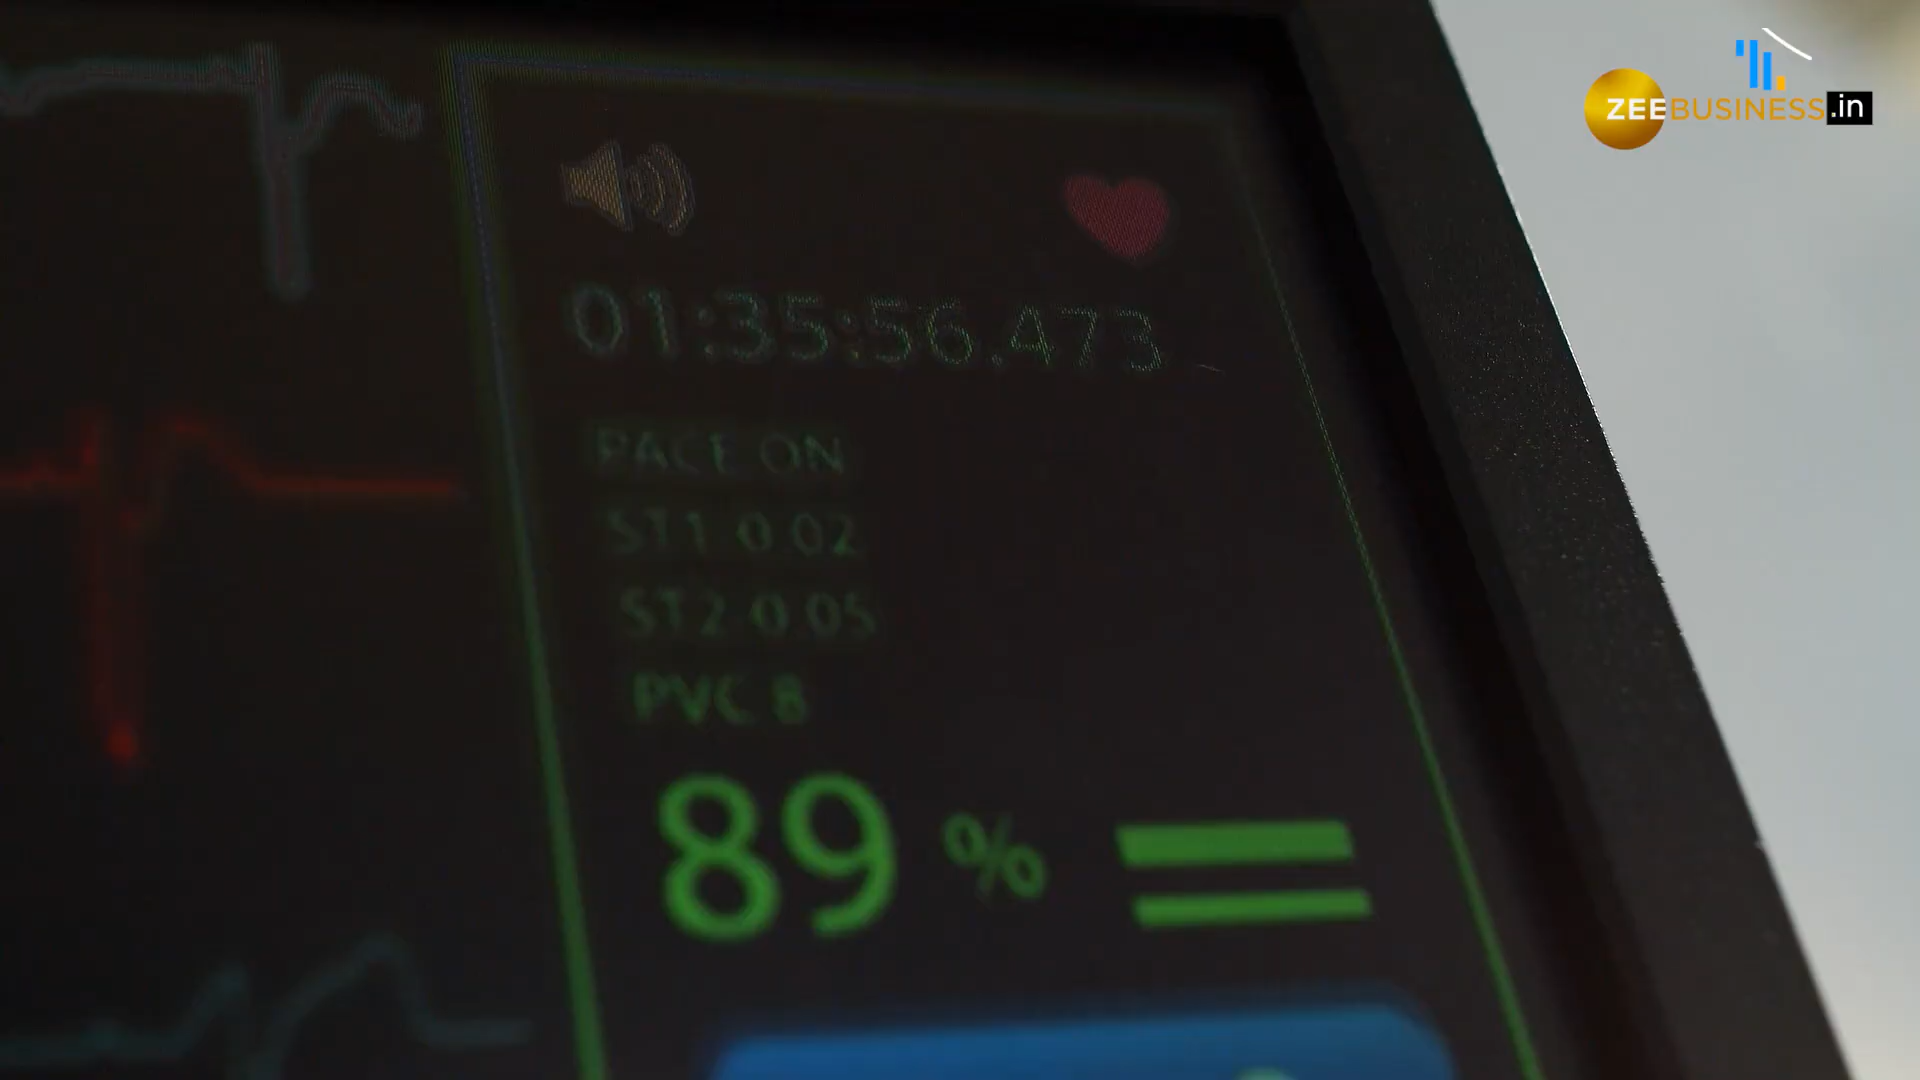 ZEEBUSINESS.in
01:35:56.473
PACE ON
ST1 0 02
ST2 0 05
PVC 8
89 %